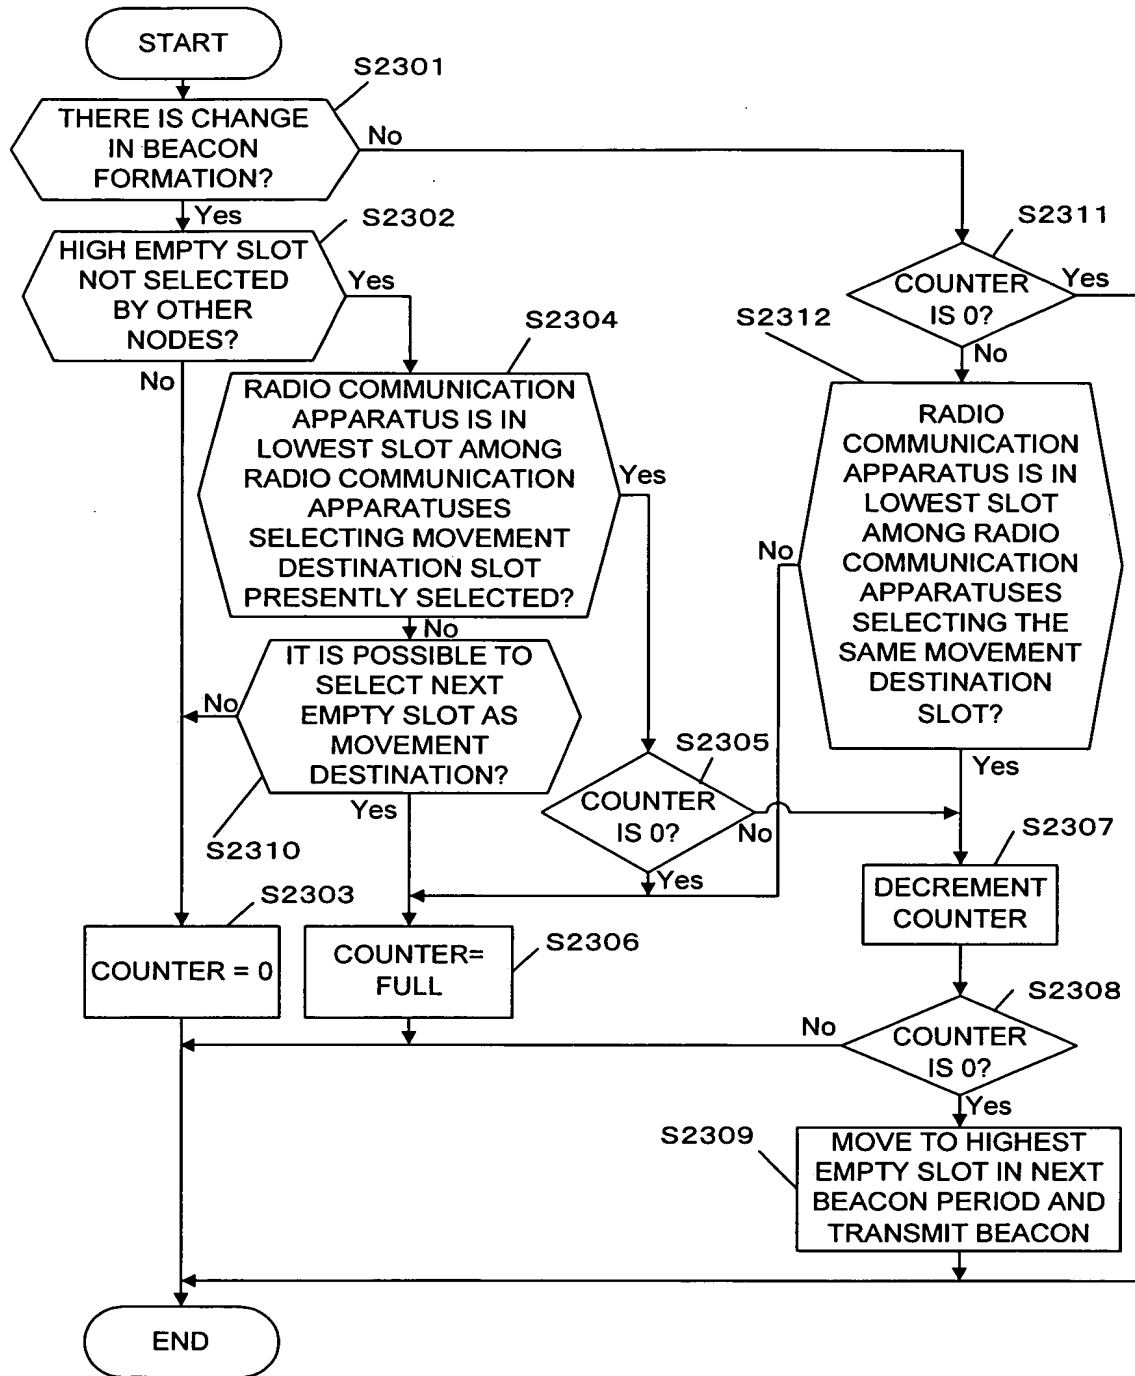 START
S2301
THERE IS CHANGE
IN BEACON
FORMATION?
No
Yes
S2302
HIGH EMPTY SLOT
NOT SELECTED
BY OTHER
NODES?
Yes
No
S2304
RADIO COMMUNICATION
APPARATUS IS IN
LOWEST SLOT AMONG
RADIO COMMUNICATION
APPARATUSES
SELECTING MOVEMENT
DESTINATION SLOT
PRESENTLY SELECTED?
Yes
No
IT IS POSSIBLE TO
SELECT NEXT
EMPTY SLOT AS
MOVEMENT
DESTINATION?
No
Yes
S2310
S2305
COUNTER
IS 0?
No
Yes
S2303
COUNTER = 0
COUNTER=
FULL
S2306
S2311
COUNTER
IS 0?
Yes
No
S2312
RADIO
COMMUNICATION
APPARATUS IS IN
LOWEST SLOT
AMONG RADIO
COMMUNICATION
APPARATUSES
SELECTING THE
SAME MOVEMENT
DESTINATION
SLOT?
No
Yes
S2307
DECREMENT
COUNTER
S2308
COUNTER
IS 0?
No
Yes
S2309
MOVE TO HIGHEST
EMPTY SLOT IN NEXT
BEACON PERIOD AND
TRANSMIT BEACON
END